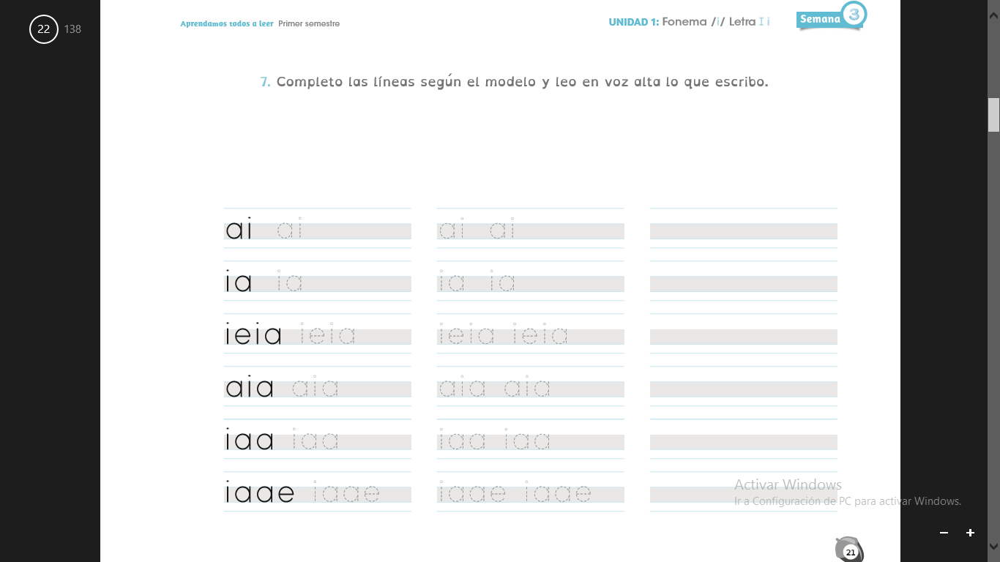 22 138
Aprendamos todos a leer Primer semestre
UNIDAD 1: Fonema /i/ Letra I i
Semana 3
7. Completo las líneas según el modelo y leo en voz alta lo que escribo.
ai ai ai ai
ia ia ia ia
ieia ieia ieia ieia
aia aia aia aia
iaa iaa iaa iaa
iaae iaae iaae iaae
Activar Windows
Ir a Configuración de PC para activar Windows.
21